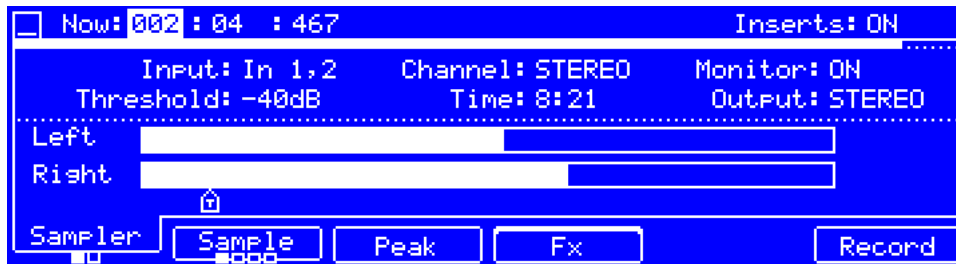 Now: 002 : 04 : 467 Inserts: ON
Input: In 1,2 Channel: STEREO Monitor: ON
Threshold: -40dB Time: 8:21 Output: STEREO
Left
Right
T
Sampler Sample Peak Fx Record